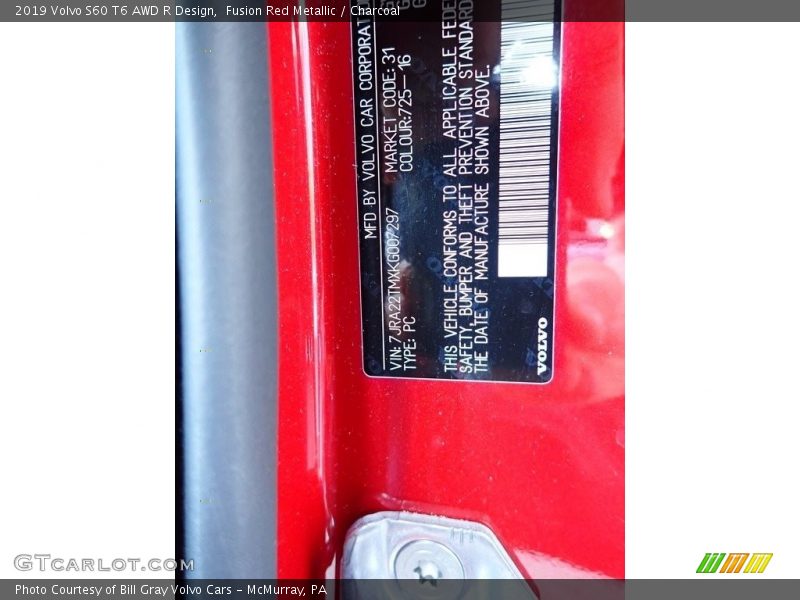 2019 Volvo S60 T6 AWD R Design, Fusion Red Metallic / Charcoal
MFD BY VOLVO CAR CORPORAT
VIN:7JRA22TMXKG007297 MARKET CODE: 31
TYPE: PC COLOUR:725-16
THIS VEHICLE CONFORMS TO ALL APPLICABLE FEDE
SAFETY, BUMPER AND THEFT PREVENTION STANDARD
THE DATE OF MANUFACTURE SHOWN ABOVE.
VOLVO
GTcarlot.com
Photo Courtesy of Bill Gray Volvo Cars - McMurray, PA